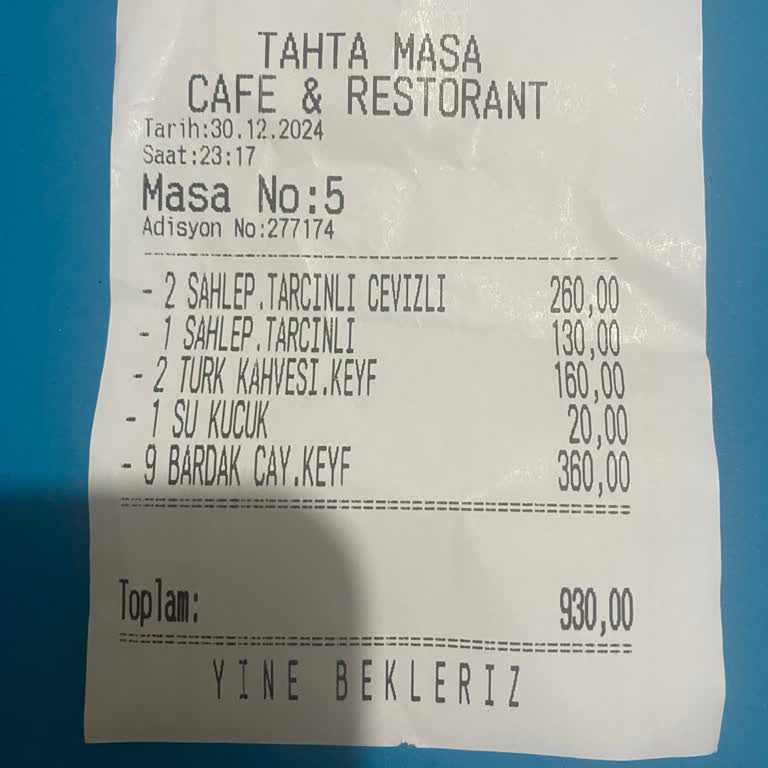 TAHTA MASA
CAFE & RESTORANT
Tarih:30.12.2024
Saat:23:17
Masa No:5
Adisyon No:277174
- 2 SAHLEP.TARCINLI CEVIZLI 260,00
- 1 SAHLEP.TARCINLI 130,00
- 2 TURK KAHVESI.KEYF 160,00
- 1 SU KUCUK 20,00
- 9 BARDAK CAY.KEYF 360,00
Toplam: 930,00
YINE BEKLERIZ